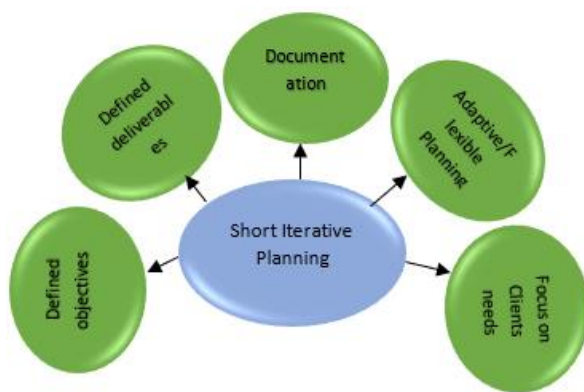 Document
ation
Defined
deliverabl
es
Adaptive/F
lexible
Planning
Short Iterative
Planning
Defined
objectives
Focus on
Clients
needs